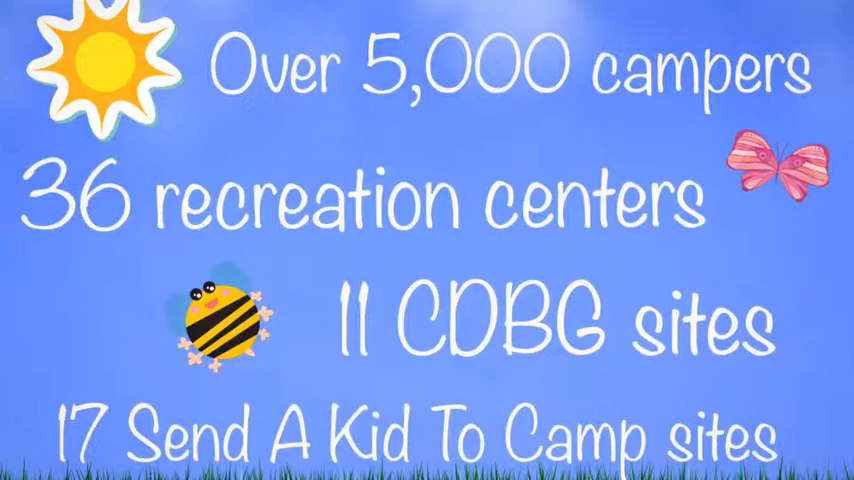 Over 5,000 campers
36 recreation centers
11 CDBG sites
17 Send A Kid To Camp sites